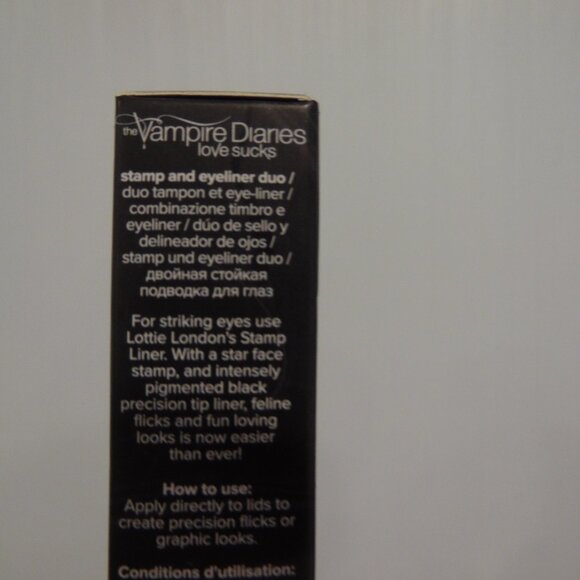 the Vampire Diaries
love sucks
stamp and eyeliner duo /
duo tampon et eye-liner /
combinazione timbro e
eyeliner / dúo de sello y
delineador de ojos /
stamp und eyeliner duo /
двойная стойкая
подводка для глаз
For striking eyes use
Lottie London's Stamp
Liner. With a star face
stamp, and intensely
pigmented black
precision tip liner, feline
flicks and fun loving
looks is now easier
than ever!
How to use:
Apply directly to lids to
create precision flicks or
graphic looks.
Conditions d'utilisation: